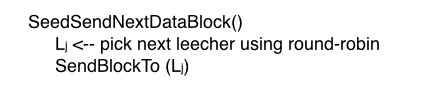 SeedSendNextDataBlock()
Lj <-- pick next leecher using round-robin
SendBlockTo (Lj)